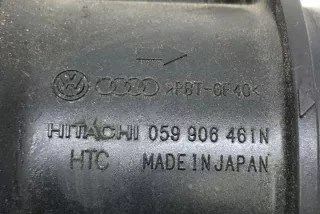 >PBT-GF40<
HITACHI 059 906 461N
HTC MADE IN JAPAN